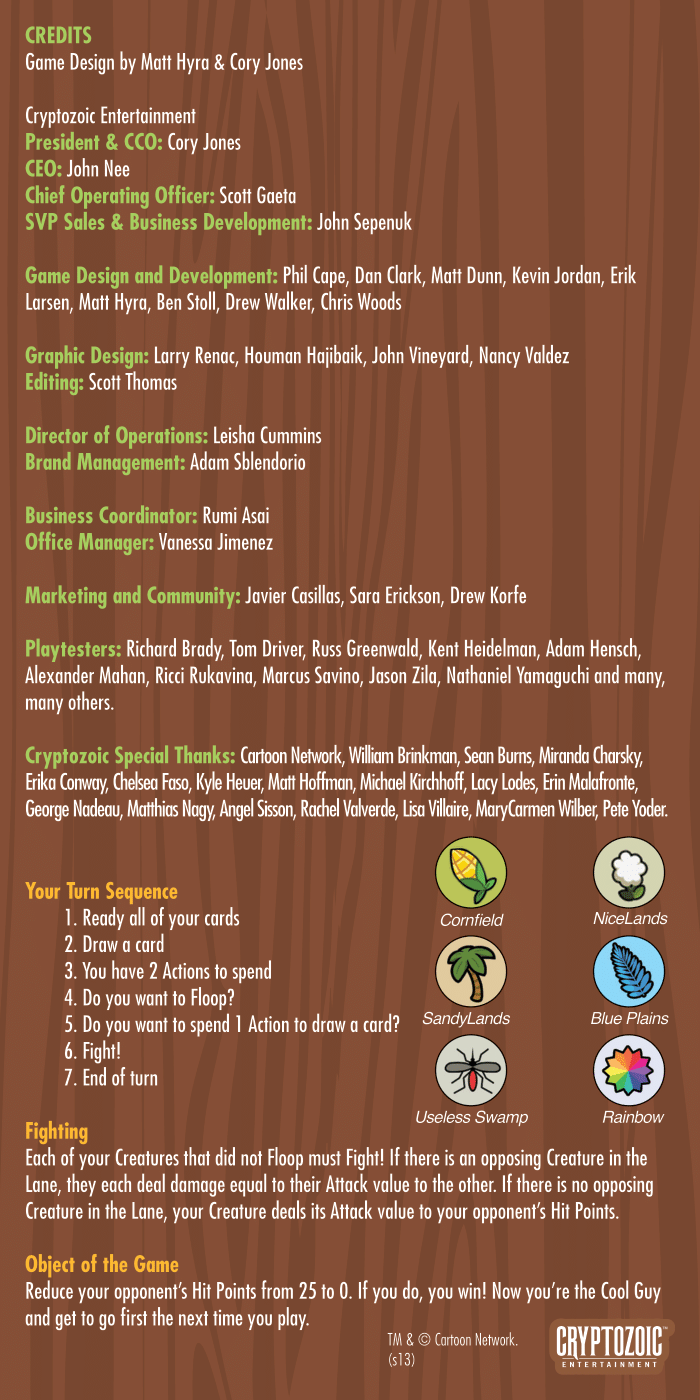 CREDITS
Game Design by Matt Hyra & Cory Jones
Cryptozoic Entertainment
President & CCO: Cory Jones
CEO: John Nee
Chief Operating Officer: Scott Gaeta
SVP Sales & Business Development: John Sepenuk
Game Design and Development: Phil Cape, Dan Clark, Matt Dunn, Kevin Jordan, Erik
Larsen, Matt Hyra, Ben Stoll, Drew Walker, Chris Woods
Graphic Design: Larry Renac, Houman Hajibaik, John Vineyard, Nancy Valdez
Editing: Scott Thomas
Director of Operations: Leisha Cummins
Brand Management: Adam Sblendorio
Business Coordinator: Rumi Asai
Office Manager: Vanessa Jimenez
Marketing and Community: Javier Casillas, Sara Erickson, Drew Korfe
Playtesters: Richard Brady, Tom Driver, Russ Greenwald, Kent Heidelman, Adam Hensch,
Alexander Mahan, Ricci Rukavina, Marcus Savino, Jason Zila, Nathaniel Yamaguchi and many,
many others.
Cryptozoic Special Thanks: Cartoon Network, William Brinkman, Sean Burns, Miranda Charsky,
Erika Conway, Chelsea Faso, Kyle Heuer, Matt Hoffman, Michael Kirchhoff, Lacy Lodes, Erin Malafronte,
George Nadeau, Matthias Nagy, Angel Sisson, Rachel Valverde, Lisa Villaire, MaryCarmen Wilber, Pete Yoder.
Your Turn Sequence
1. Ready all of your cards
2. Draw a card
3. You have 2 Actions to spend
4. Do you want to Floop?
5. Do you want to spend 1 Action to draw a card?
6. Fight!
7. End of turn
Cornfield
NiceLands
SandyLands
Blue Plains
Useless Swamp
Rainbow
Fighting
Each of your Creatures that did not Floop must Fight! If there is an opposing Creature in the
Lane, they each deal damage equal to their Attack value to the other. If there is no opposing
Creature in the Lane, your Creature deals its Attack value to your opponent's Hit Points.
Object of the Game
Reduce your opponent's Hit Points from 25 to 0. If you do, you win! Now you're the Cool Guy
and get to go first the next time you play.
TM & © Cartoon Network.
(s13)
CRYPTOZOIC™
ENTERTAINMENT